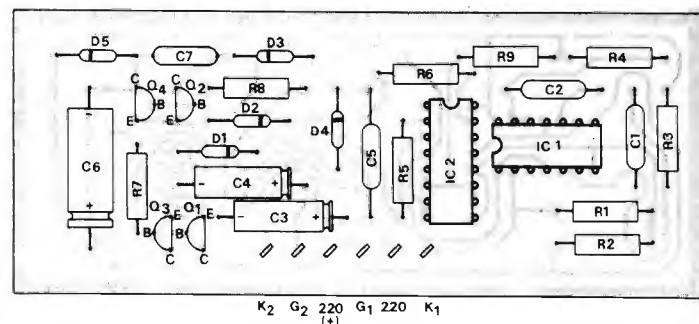 D5 C7 D3 R9 R4
C Q4 C Q2 R8 R6 C2
B B
E E D2
D4 C5 R5 IC 2 IC 1 C1 R3
C6 R7 D1
- C4 +
Q3 E Q1 E - C3 + R1
+ B B R2
C C
K2 G2 220 G1 220 K1
(+)